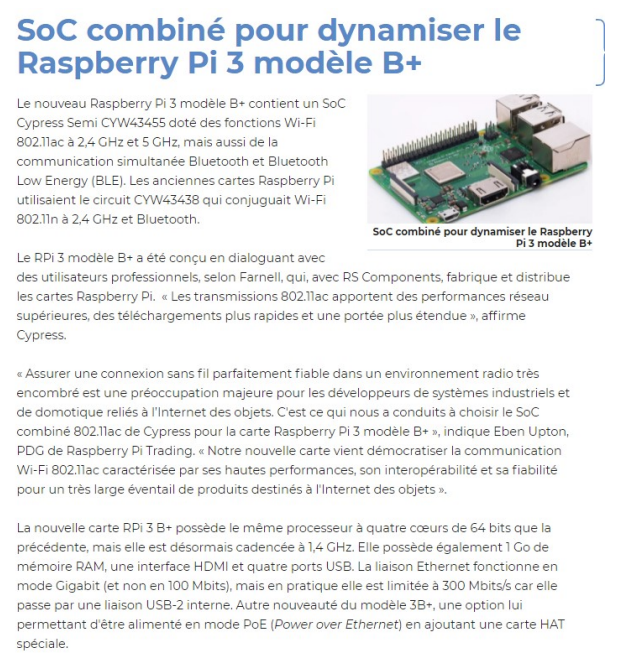 SoC combiné pour dynamiser le
Raspberry Pi 3 modèle B+
Le nouveau Raspberry Pi 3 modèle B+ contient un SoC
Cypress Semi CYW43455 doté des fonctions Wi-Fi
802.11ac à 2,4 GHz et 5 GHz, mais aussi de la
communication simultanée Bluetooth et Bluetooth
Low Energy (BLE). Les anciennes cartes Raspberry Pi
utilisaient le circuit CYW43438 qui conjuguait Wi-Fi
802.11n à 2,4 GHz et Bluetooth.
SoC combiné pour dynamiser le Raspberry
Pi 3 modèle B+
Le RPi 3 modèle B+ a été conçu en dialoguant avec
des utilisateurs professionnels, selon Farnell, qui, avec RS Components, fabrique et distribue
les cartes Raspberry Pi.  « Les transmissions 802.11ac apportent des performances réseau
supérieures, des téléchargements plus rapides et une portée plus étendue », affirme
Cypress.
« Assurer une connexion sans fil parfaitement fiable dans un environnement radio très
encombré est une préoccupation majeure pour les développeurs de systèmes industriels et
de domotique reliés à l'Internet des objets. C'est ce qui nous a conduits à choisir le SoC
combiné 802.11ac de Cypress pour la carte Raspberry Pi 3 modèle B+ », indique Eben Upton,
PDG de Raspberry Pi Trading. « Notre nouvelle carte vient démocratiser la communication
Wi-Fi 802.11ac caractérisée par ses hautes performances, son interopérabilité et sa fiabilité
pour un très large éventail de produits destinés à l'Internet des objets ».
La nouvelle carte RPi 3 B+ possède le même processeur à quatre cœurs de 64 bits que la
précédente, mais elle est désormais cadencée à 1,4 GHz. Elle possède également 1 Go de
mémoire RAM, une interface HDMI et quatre ports USB. La liaison Ethernet fonctionne en
mode Gigabit (et non en 100 Mbits), mais en pratique elle est limitée à 300 Mbits/s car elle
passe par une liaison USB-2 interne. Autre nouveauté du modèle 3B+, une option lui
permettant d'être alimenté en mode PoE (Power over Ethernet) en ajoutant une carte HAT
spéciale.